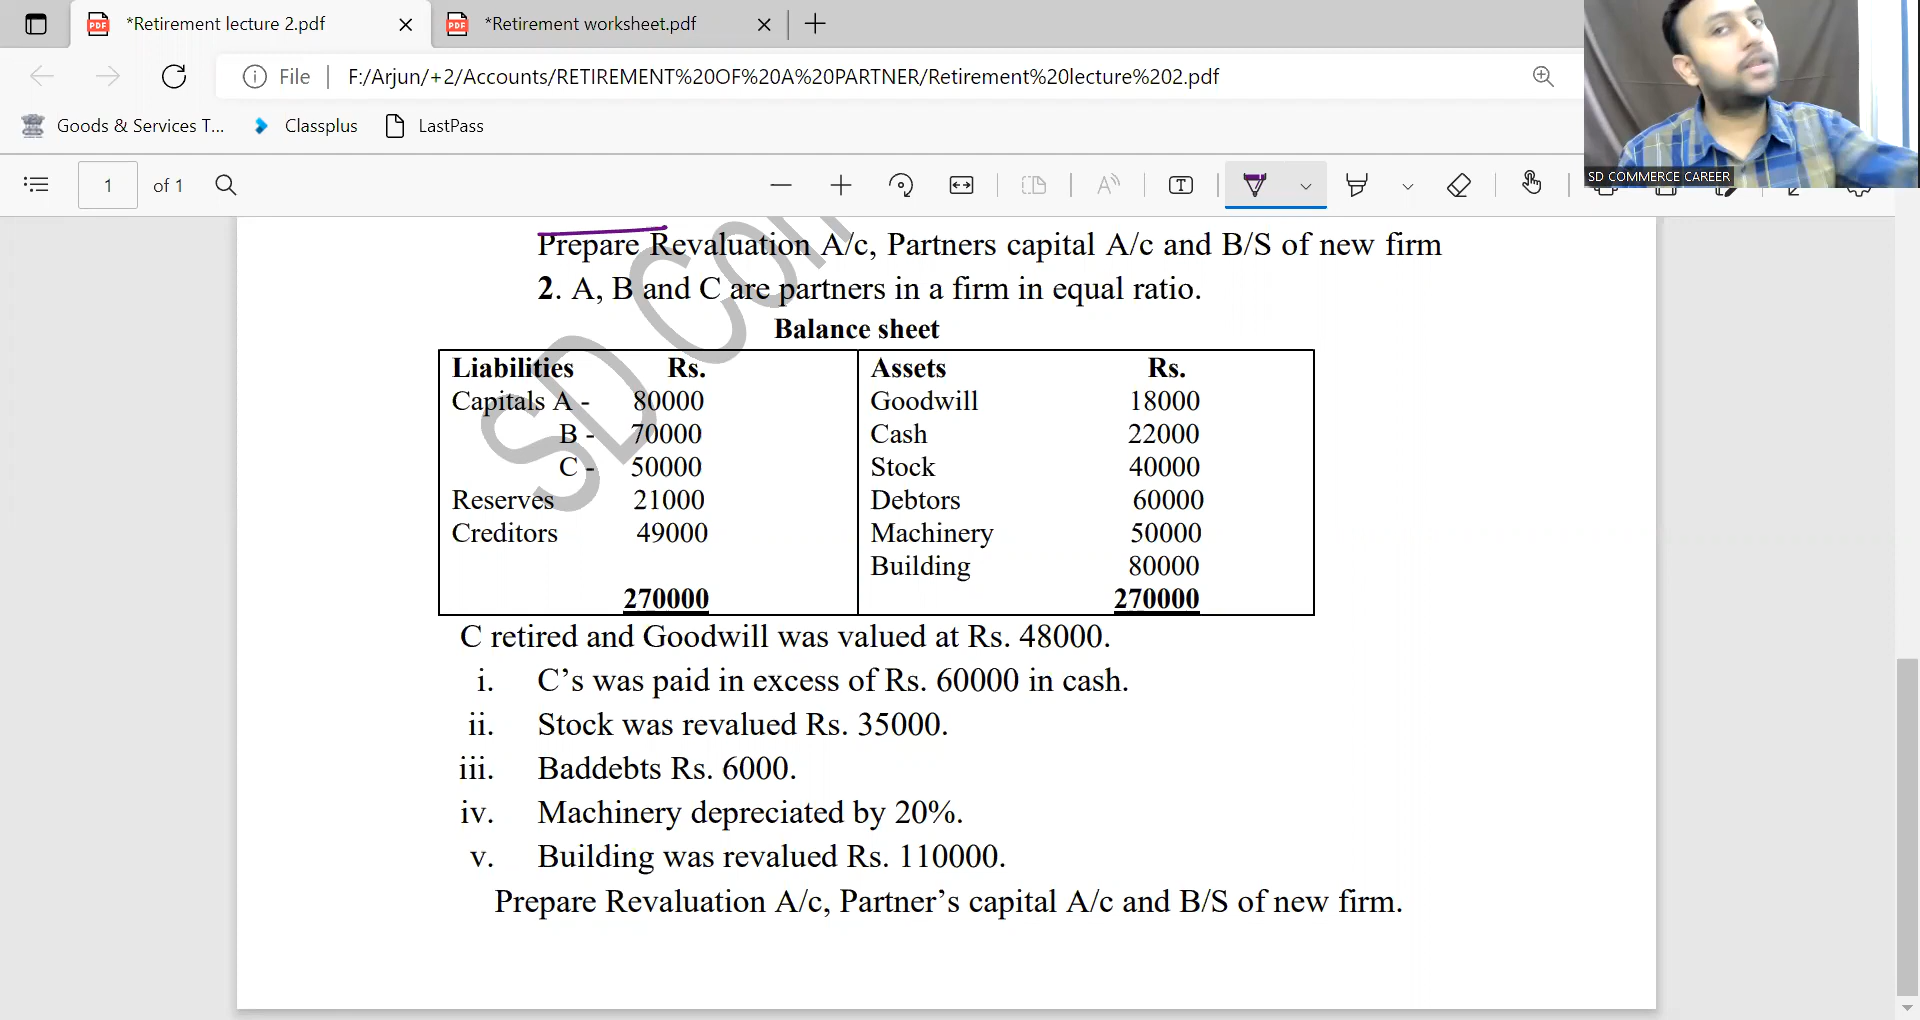 *Retirement lecture 2.pdf
*Retirement worksheet.pdf
File | F:/Arjun/+2/Accounts/RETIREMENT%20OF%20A%20PARTNER/Retirement%20lecture%202.pdf
Goods & Services T... Classplus LastPass
1 of 1
SD COMMERCE CAREER
Prepare Revaluation A/c, Partners capital A/c and B/S of new firm
2. A, B and C are partners in a firm in equal ratio.
Balance sheet
Liabilities Rs. Assets Rs.
Capitals A - 80000 Goodwill 18000
B - 70000 Cash 22000
C - 50000 Stock 40000
Reserves 21000 Debtors 60000
Creditors 49000 Machinery 50000
Building 80000
270000 270000
C retired and Goodwill was valued at Rs. 48000.
i. C’s was paid in excess of Rs. 60000 in cash.
ii. Stock was revalued Rs. 35000.
iii. Baddebts Rs. 6000.
iv. Machinery depreciated by 20%.
v. Building was revalued Rs. 110000.
Prepare Revaluation A/c, Partner’s capital A/c and B/S of new firm.
SD Com